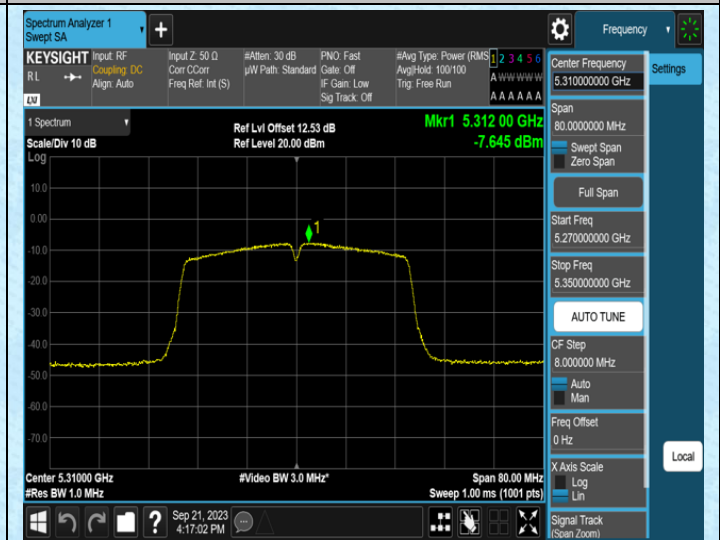 Spectrum Analyzer 1
Swept SA
+
Frequency
KEYSIGHT
Input: RF
Coupling: DC
Align: Auto
R L
LXI
Input Z: 50 Ω
Corr CCorr
Freq Ref: Int (S)
#Atten: 30 dB
µW Path: Standard
PNO: Fast
Gate: Off
IF Gain: Low
Sig Track: Off
#Avg Type: Power (RMS
Avg|Hold: 100/100
Trig: Free Run
1 2 3 4 5 6
A W W W W W
A A A A A A
Center Frequency
5.310000000 GHz
Settings
1 Spectrum
Scale/Div 10 dB
Log
Ref Lvl Offset 12.53 dB
Ref Level 20.00 dBm
Mkr1 5.312 00 GHz
-7.645 dBm
Span
80.0000000 MHz
Swept Span
Zero Span
Full Span
Start Freq
5.270000000 GHz
Stop Freq
5.350000000 GHz
AUTO TUNE
CF Step
8.000000 MHz
Auto
Man
Freq Offset
0 Hz
X Axis Scale
Log
Lin
Signal Track
(Span Zoom)
Local
10.0
0.00
-10.0
-20.0
-30.0
-40.0
-50.0
-60.0
-70.0
1
Center 5.31000 GHz
#Res BW 1.0 MHz
#Video BW 3.0 MHz*
Span 80.00 MHz
Sweep 1.00 ms (1001 pts)
?
Sep 21, 2023
4:17:02 PM